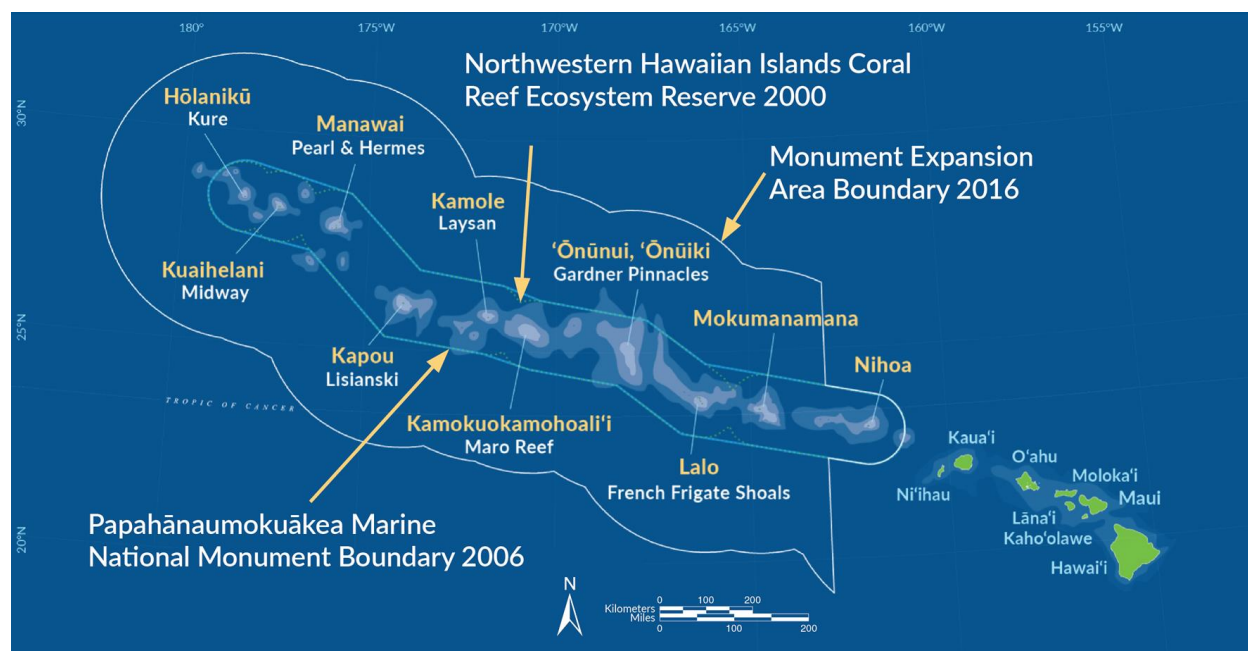 180°
175°W
170°W
165°W
160°W
155°W
30°N
25°N
20°N
Northwestern Hawaiian Islands Coral
Reef Ecosystem Reserve 2000
Hōlanikū
Kure
Manawai
Pearl & Hermes
Monument Expansion
Area Boundary 2016
Kamole
Laysan
ʻŌnūnui, ʻŌnūiki
Gardner Pinnacles
Kuaihelani
Midway
Mokumanamana
Kapou
Lisianski
Nihoa
TROPIC OF CANCER
Kamokuokamohoaliʻi
Maro Reef
Lalo
French Frigate Shoals
Kauaʻi
Niʻihau
Oʻahu
Molokaʻi
Maui
Lānaʻi
Kahoʻolawe
Hawaiʻi
Papahānaumokuākea Marine
National Monument Boundary 2006
N
0 100 200
Kilometers
Miles
0 100 200